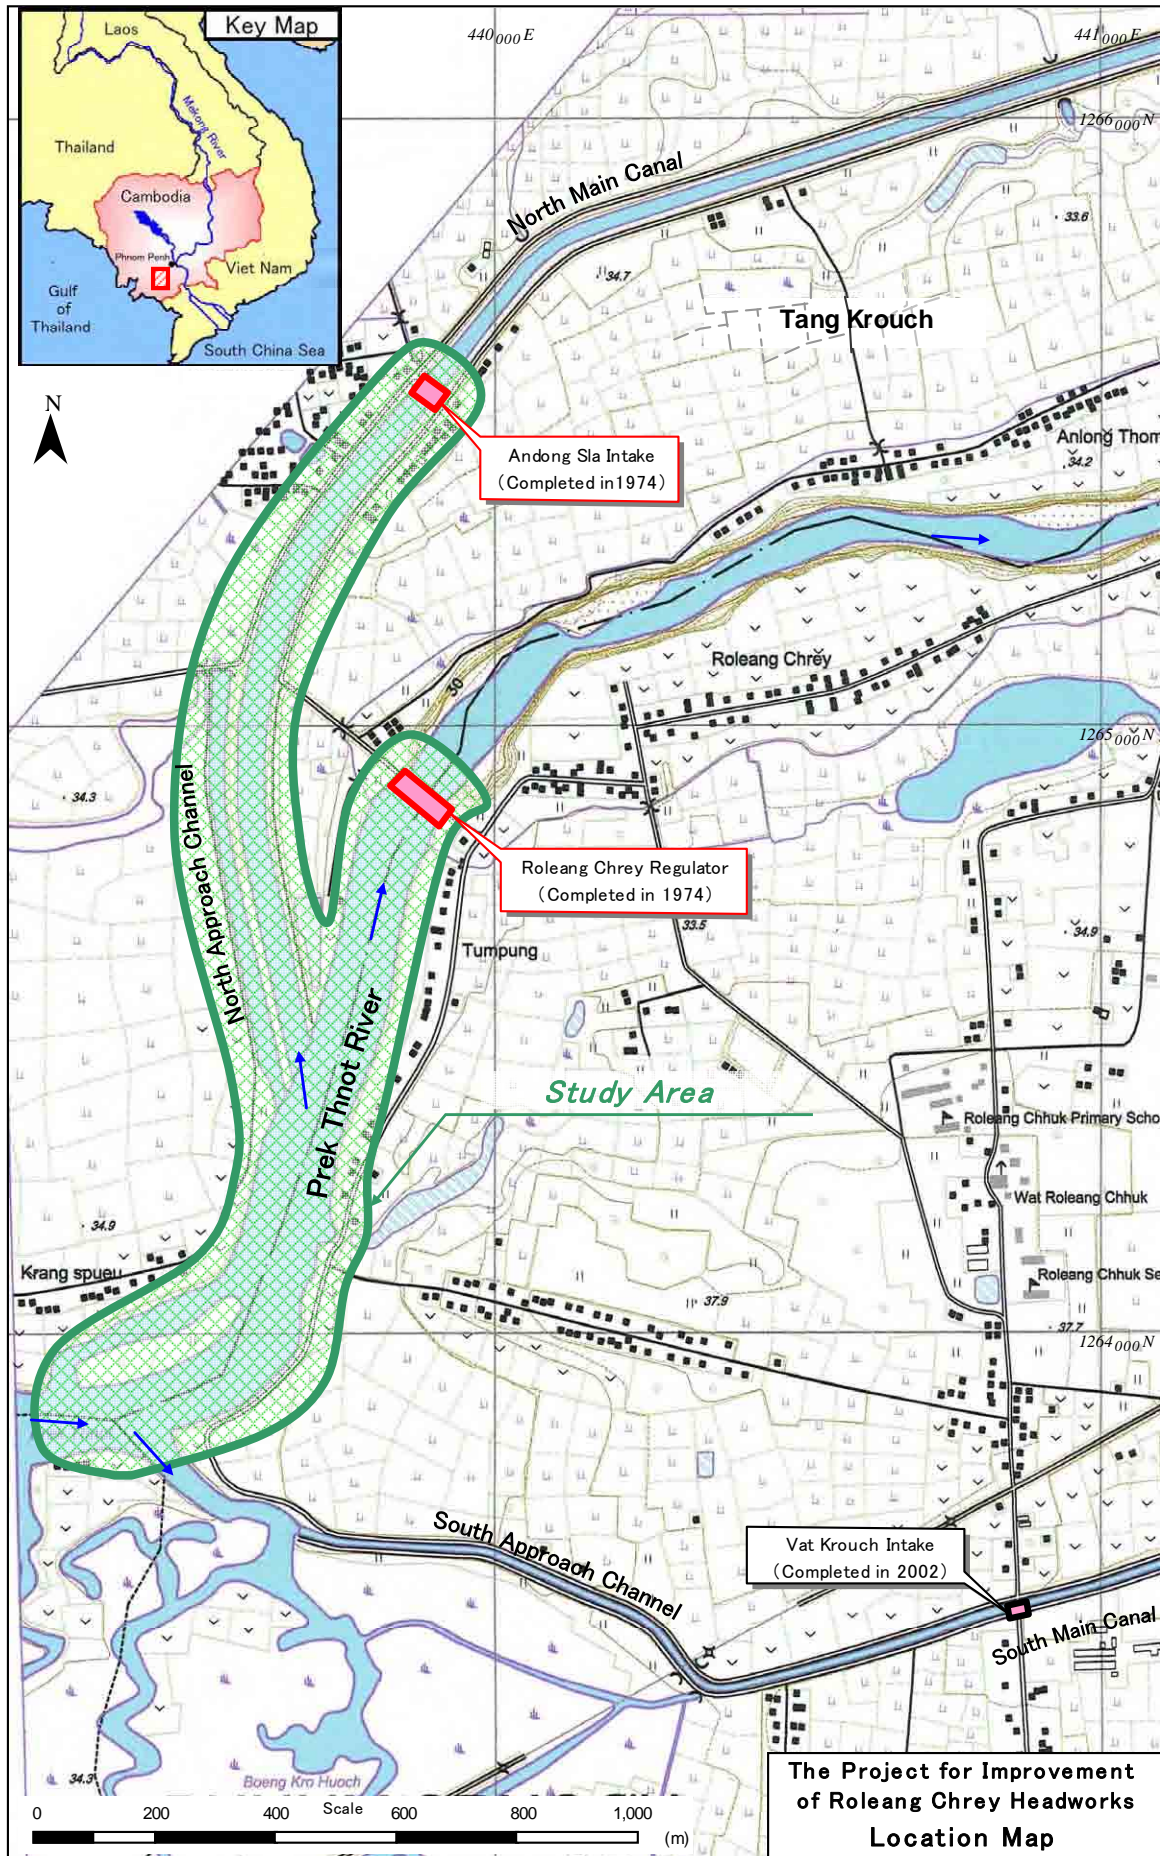 Key Map
Laos
Mekong River
Thailand
Cambodia
Phnom Penh
Viet Nam
Gulf
of
Thailand
South China Sea
N
440000E
441000E
1266000N
North Main Canal
33.6
34.7
Tang Krouch
Andong Sla Intake
(Completed in1974)
Anlong Thom
34.2
Roleang Chrey
30
1265000N
34.3
North Approach Channel
Roleang Chrey Regulator
(Completed in 1974)
33.5
34.9
Tumpung
Prek Thnot River
Study Area
Roleang Chhuk Primary Scho
Wat Roleang Chhuk
34.9
Krang spueu
Roleang Chhuk Se
37.9
37.7
1264000N
South Approach Channel
Vat Krouch Intake
(Completed in 2002)
South Main Canal
34.3
Boeng Kro Huoch
The Project for Improvement
of Roleang Chrey Headworks
Location Map
Scale
0 200 400 600 800 1,000
(m)